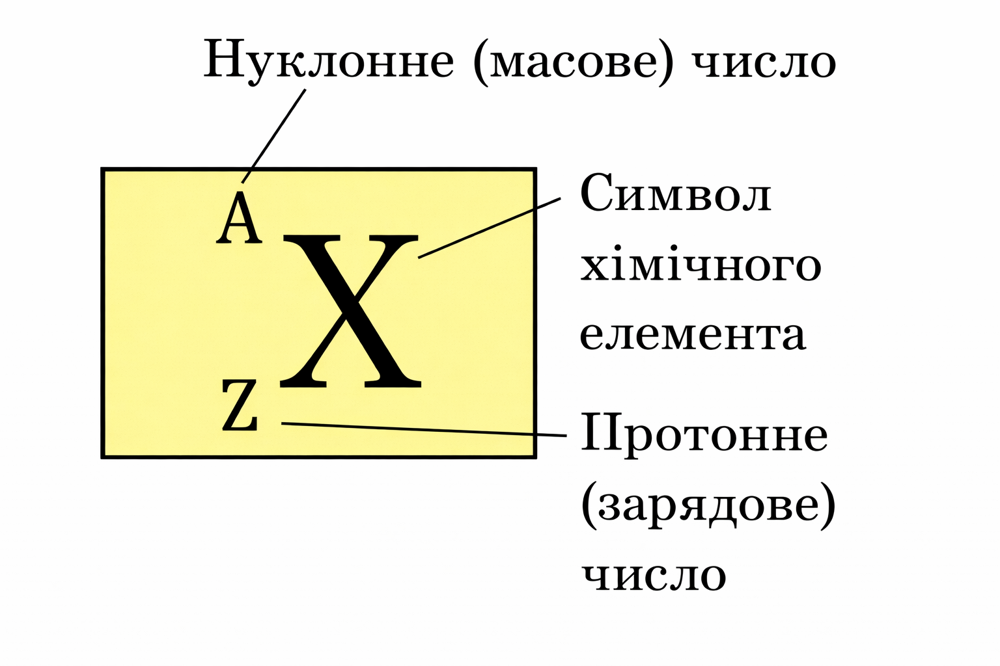 Нуклонне (масове) число
A
X
Символ
хімічного
елемента
Z
Протонне
(зарядове)
число